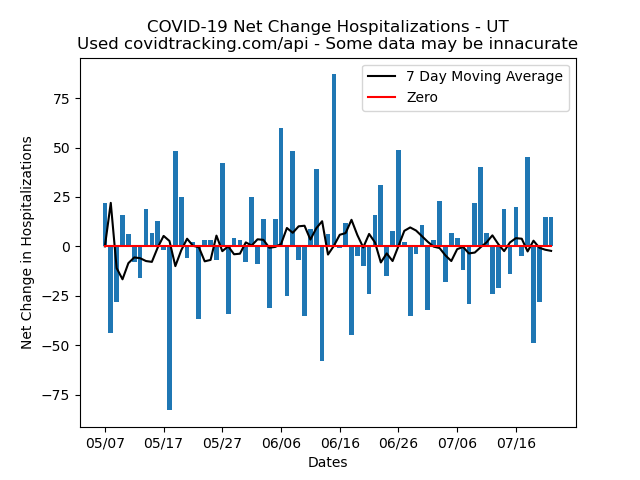 COVID-19 Net Change Hospitalizations - UT
Used covidtracking.com/api - Some data may be innacurate
7 Day Moving Average
Zero
Net Change in Hospitalizations
75
50
25
0
−25
−50
−75
05/07 05/17 05/27 06/06 06/16 06/26 07/06 07/16
Dates